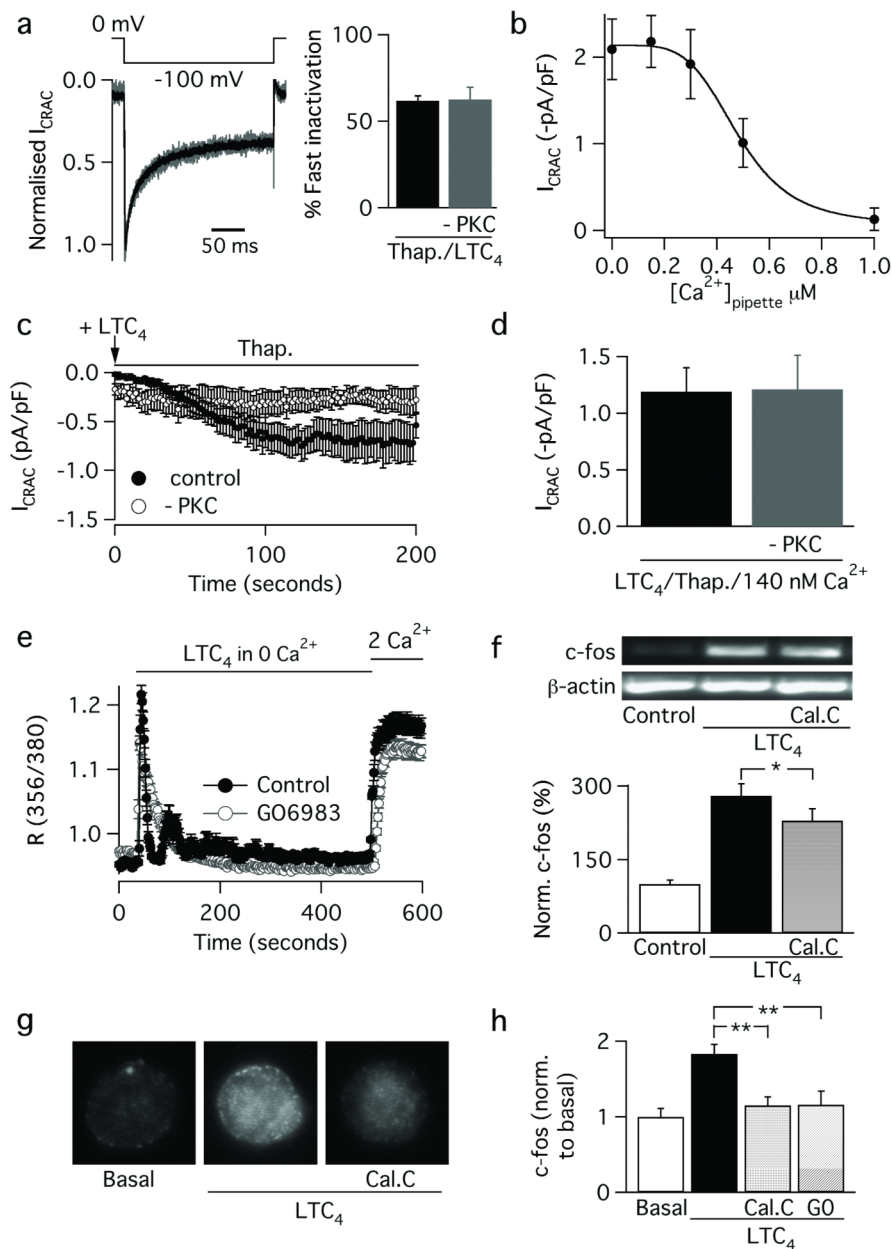 a
0 mV
-100 mV
0.0
0.5
1.0
Normalised I_CRAC
50 ms
100
50
0
% Fast inactivation
- PKC
Thap./LTC₄
b
2
1
0
I_CRAC (-pA/pF)
0.0 0.2 0.4 0.6 0.8 1.0
[Ca²⁺]_pipette μM
c
+ LTC₄
Thap.
0.0
-0.5
-1.0
-1.5
I_CRAC (pA/pF)
control
- PKC
0 100 200
Time (seconds)
d
1.5
1.0
0.5
0.0
I_CRAC (-pA/pF)
- PKC
LTC₄/Thap./140 nM Ca²⁺
e
LTC₄ in 0 Ca²⁺
2 Ca²⁺
1.2
1.1
1.0
R (356/380)
Control
GO6983
0 200 400 600
Time (seconds)
f
c-fos
β-actin
Control Cal.C
LTC₄
300
150
0
Norm. c-fos (%)
*
Control Cal.C
LTC₄
g
Basal Cal.C
LTC₄
h
2
1
0
c-fos (norm.
to basal)
**
**
Basal Cal.C GO
LTC₄